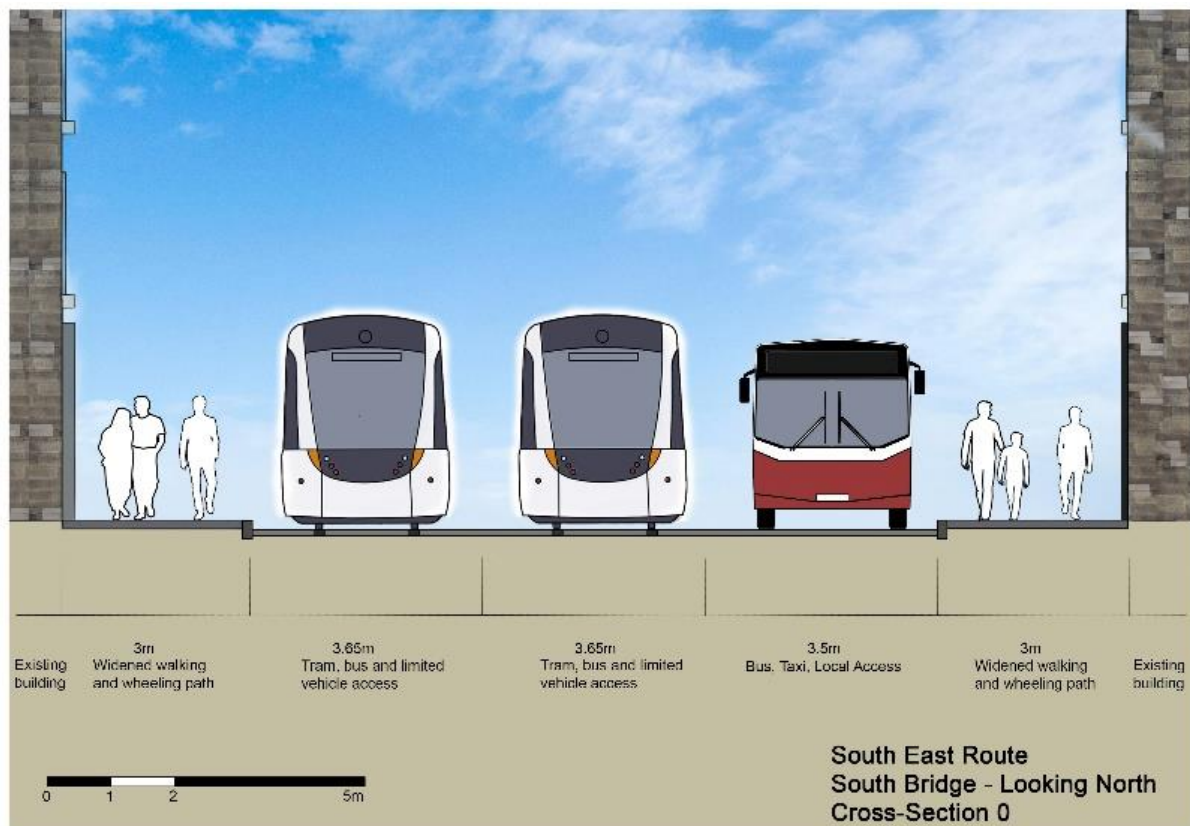 3m
3.65m
3.65m
3.5m
3m
Existing
building
Widened walking
and wheeling path
Tram, bus and limited
vehicle access
Tram, bus and limited
vehicle access
Bus, Taxi, Local Access
Widened walking
and wheeling path
Existing
building
0 1 2 5m
South East Route
South Bridge - Looking North
Cross-Section 0